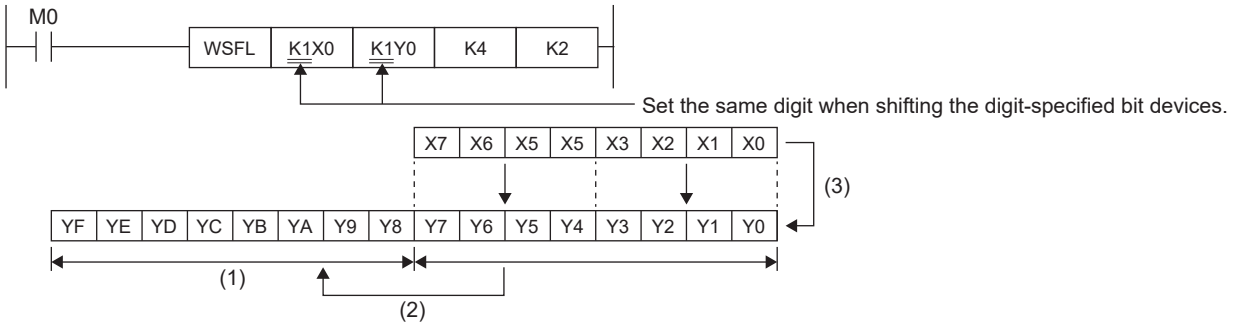 M0
WSFL K1X0 K1Y0 K4 K2
Set the same digit when shifting the digit-specified bit devices.
X7 X6 X5 X5 X3 X2 X1 X0
(3)
YF YE YD YC YB YA Y9 Y8 Y7 Y6 Y5 Y4 Y3 Y2 Y1 Y0
(1)
(2)